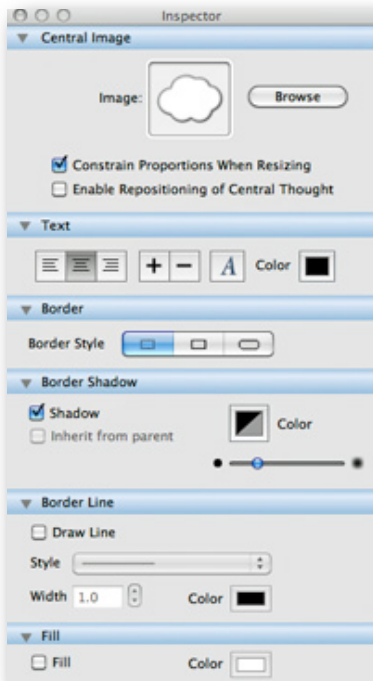 Inspector
Central Image
Image: Browse
Constrain Proportions When Resizing
Enable Repositioning of Central Thought
Text
A Color
Border
Border Style
Border Shadow
Shadow
Inherit from parent
Color
Border Line
Draw Line
Style
Width 1.0 Color
Fill
Fill Color